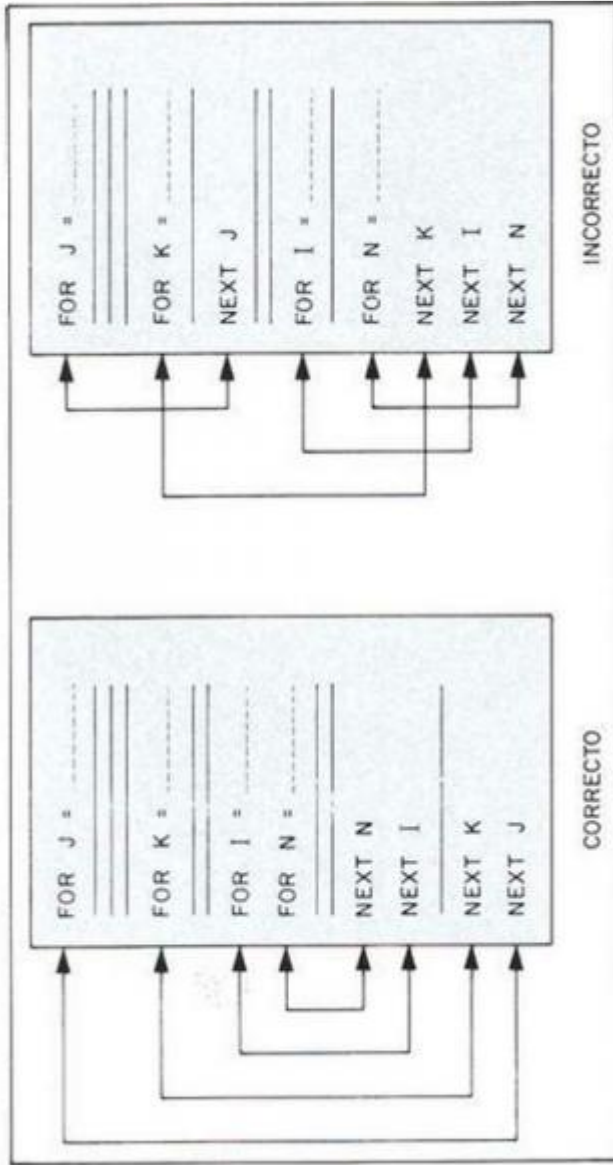 FOR J = ---------
FOR K = ---------
FOR I = ---------
FOR N = ---------
NEXT N
NEXT I
NEXT K
NEXT J
CORRECTO
FOR J = ---------
FOR K = ---------
NEXT J
FOR I = ---------
FOR N = ---------
NEXT K
NEXT I
NEXT N
INCORRECTO